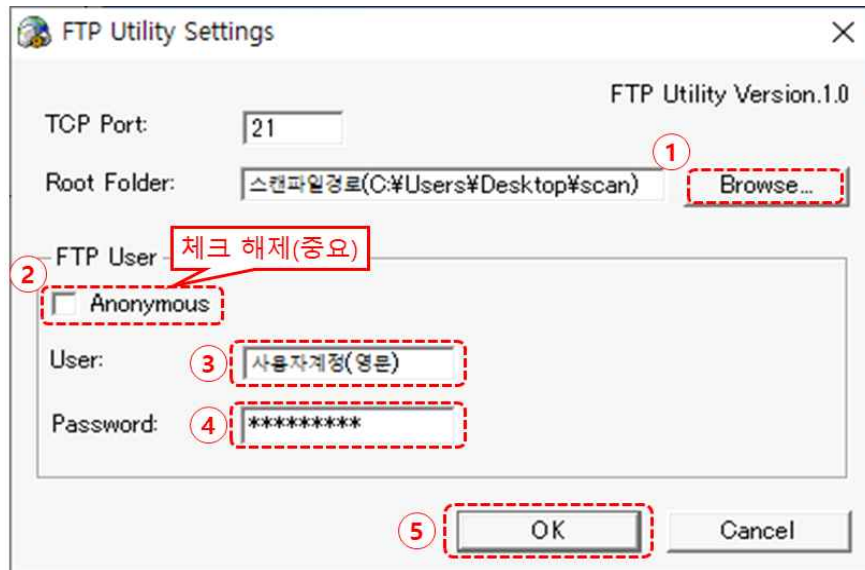 FTP Utility Settings
FTP Utility Version.1.0
TCP Port:
21
①
Root Folder:
스캔파일경로(C:¥Users¥Desktop¥scan)
Browse...
FTP User
체크 해제(중요)
②
Anonymous
User:
③
사용자계정(영문)
Password:
④
*********
⑤
OK
Cancel